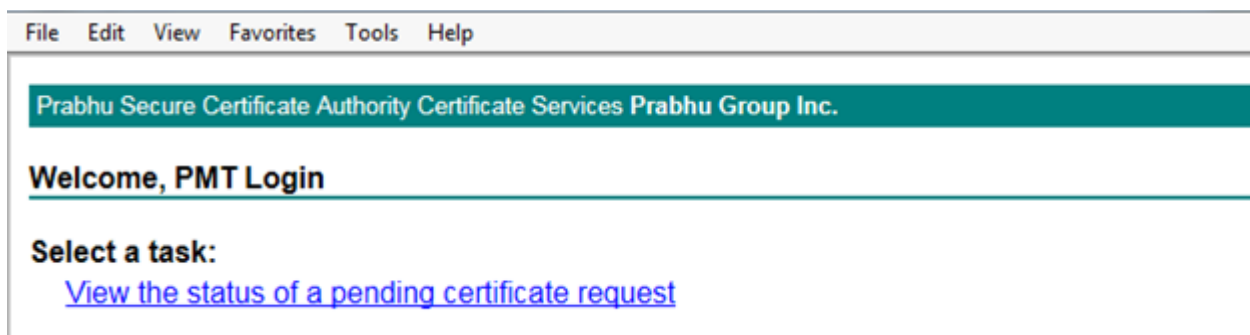 File Edit View Favorites Tools Help
Prabhu Secure Certificate Authority Certificate Services Prabhu Group Inc.
Welcome, PMT Login
Select a task:
View the status of a pending certificate request